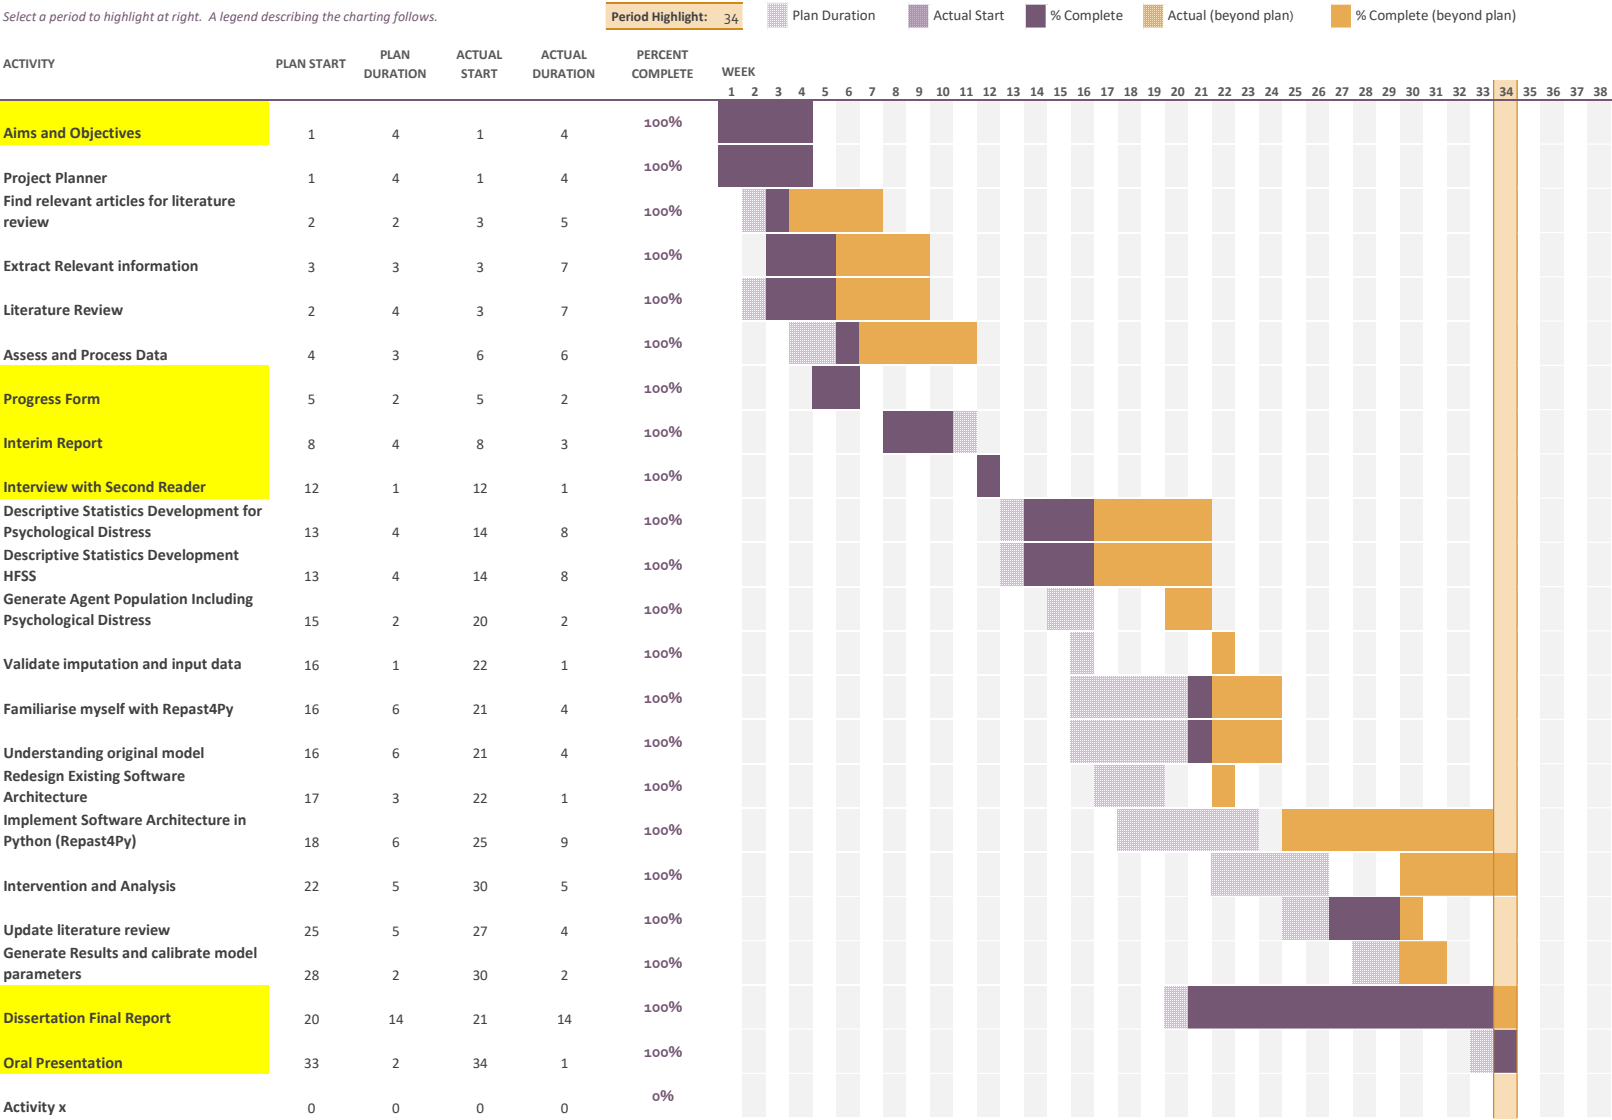 Select a period to highlight at right.  A legend describing the charting follows.
Period Highlight: 34
Plan Duration
Actual Start
% Complete
Actual (beyond plan)
% Complete (beyond plan)
ACTIVITY PLAN START PLAN DURATION ACTUAL START ACTUAL DURATION PERCENT COMPLETE WEEK
1 2 3 4 5 6 7 8 9 10 11 12 13 14 15 16 17 18 19 20 21 22 23 24 25 26 27 28 29 30 31 32 33 34 35 36 37 38
Aims and Objectives 1 4 1 4 100%
Project Planner 1 4 1 4 100%
Find relevant articles for literature
review 2 2 3 5 100%
Extract Relevant information 3 3 3 7 100%
Literature Review 2 4 3 7 100%
Assess and Process Data 4 3 6 6 100%
Progress Form 5 2 5 2 100%
Interim Report 8 4 8 3 100%
Interview with Second Reader 12 1 12 1 100%
Descriptive Statistics Development for
Psychological Distress 13 4 14 8 100%
Descriptive Statistics Development
HFSS 13 4 14 8 100%
Generate Agent Population Including
Psychological Distress 15 2 20 2 100%
Validate imputation and input data 16 1 22 1 100%
Familiarise myself with Repast4Py 16 6 21 4 100%
Understanding original model 16 6 21 4 100%
Redesign Existing Software
Architecture 17 3 22 1 100%
Implement Software Architecture in
Python (Repast4Py) 18 6 25 9 100%
Intervention and Analysis 22 5 30 5 100%
Update literature review 25 5 27 4 100%
Generate Results and calibrate model
parameters 28 2 30 2 100%
Dissertation Final Report 20 14 21 14 100%
Oral Presentation 33 2 34 1 100%
Activity x 0 0 0 0 0%